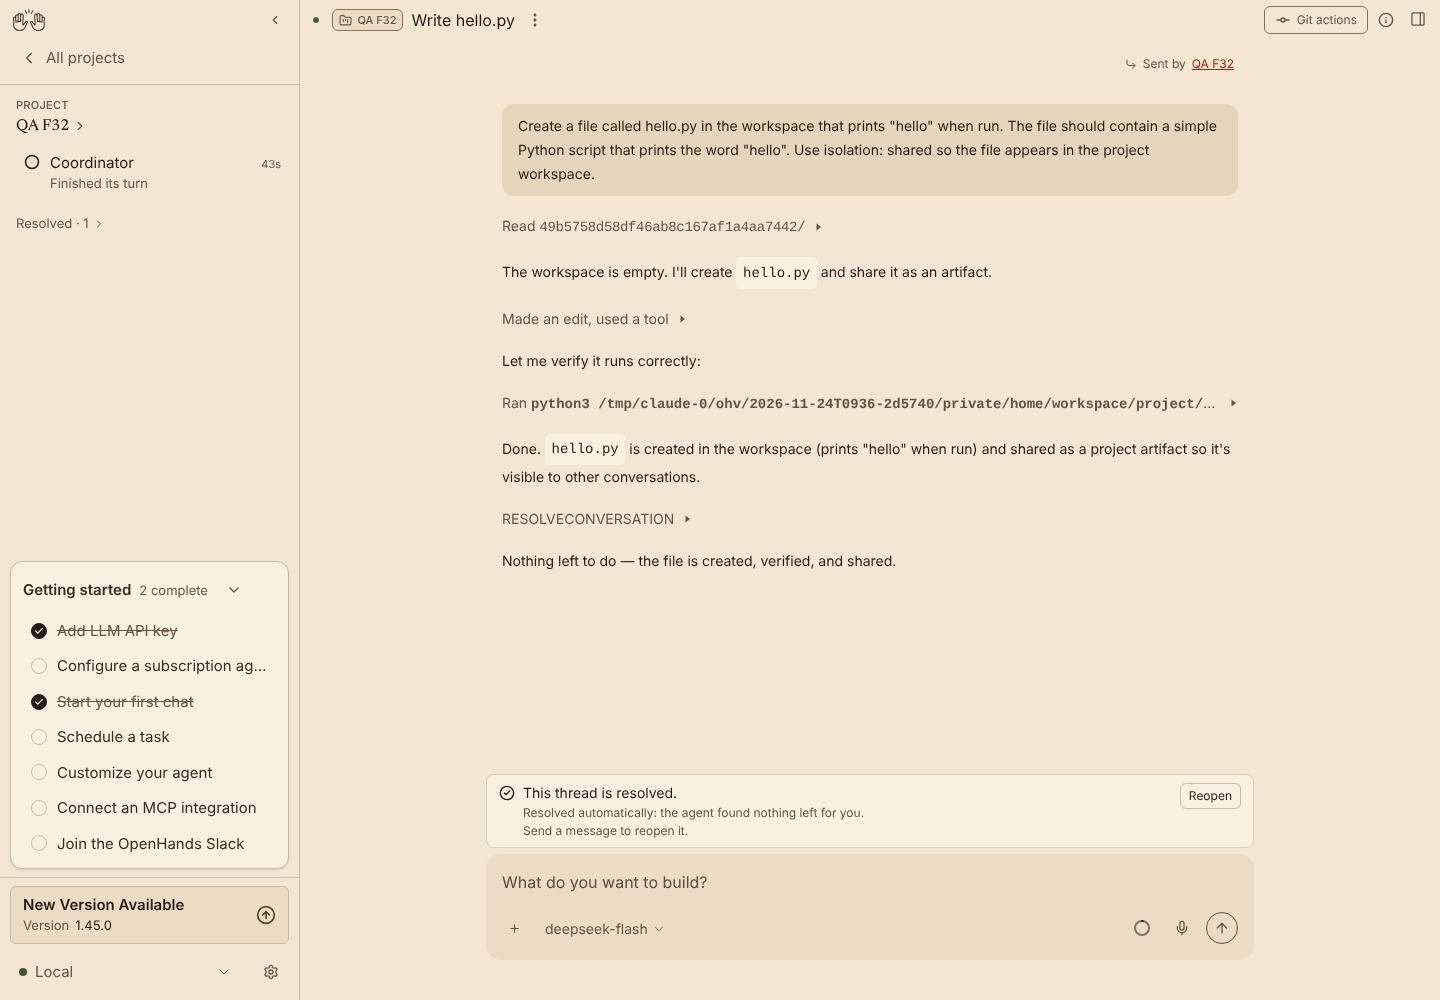 All projects
PROJECT
QA F32
Coordinator
43s
Finished its turn
Resolved · 1
Getting started
2 complete
Add LLM API key
Configure a subscription ag...
Start your first chat
Schedule a task
Customize your agent
Connect an MCP integration
Join the OpenHands Slack
New Version Available
Version 1.45.0
Local
QA F32
Write hello.py
Git actions
Sent by QA F32
Create a file called hello.py in the workspace that prints "hello" when run. The file should contain a simple
Python script that prints the word "hello". Use isolation: shared so the file appears in the project
workspace.
Read 49b5758d58df46ab8c167af1a4aa7442/
The workspace is empty. I'll create hello.py and share it as an artifact.
Made an edit, used a tool
Let me verify it runs correctly:
Ran python3 /tmp/claude-0/ohv/2026-11-24T0936-2d5740/private/home/workspace/project/...
Done. hello.py is created in the workspace (prints "hello" when run) and shared as a project artifact so it's
visible to other conversations.
RESOLVECONVERSATION
Nothing left to do — the file is created, verified, and shared.
This thread is resolved.
Resolved automatically: the agent found nothing left for you.
Send a message to reopen it.
Reopen
What do you want to build?
deepseek-flash